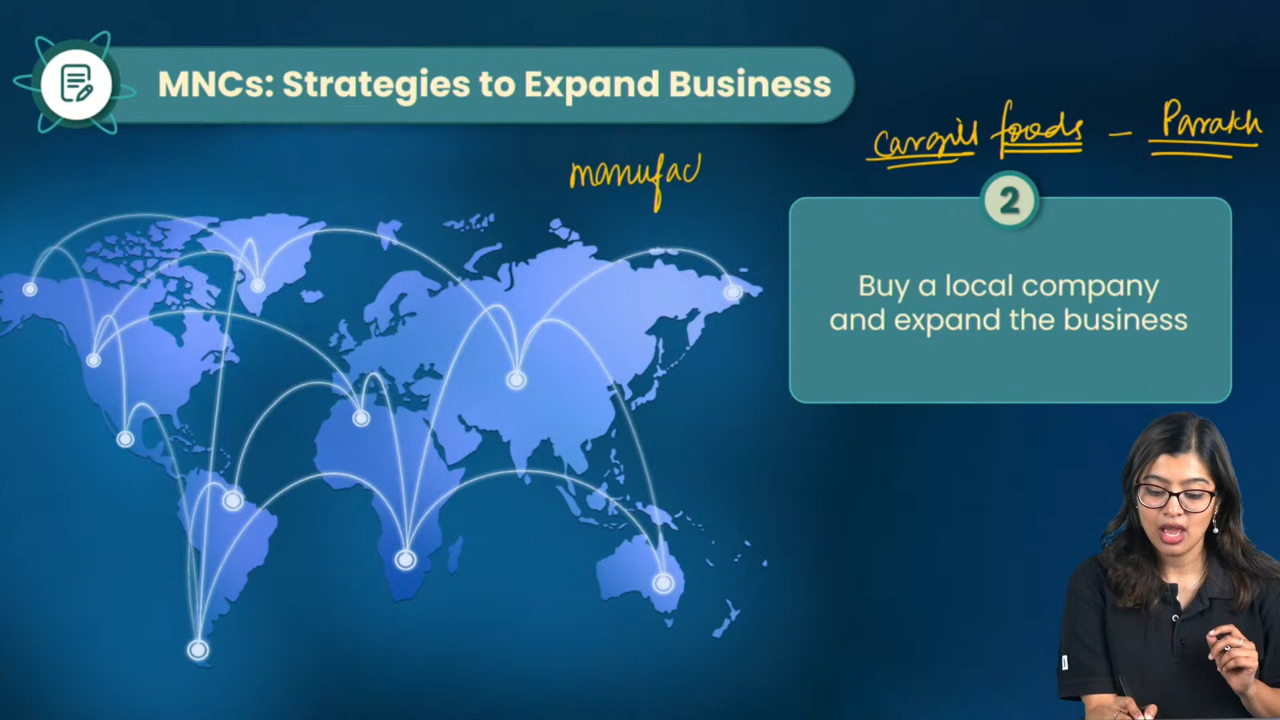 MNCs: Strategies to Expand Business
Cargill foods - Parakh
manufac
2
Buy a local company
and expand the business